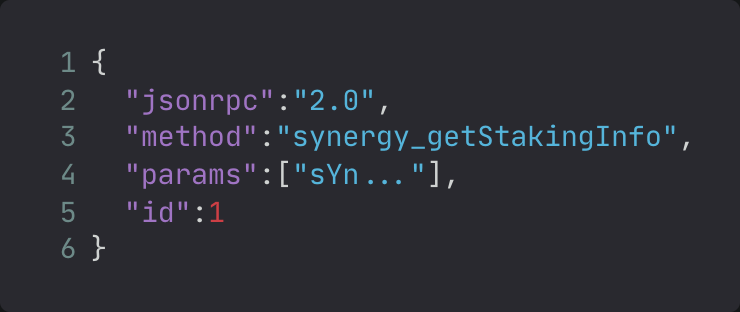 1 {
2   "jsonrpc":"2.0",
3   "method":"synergy_getStakingInfo",
4   "params":["sYn..."],
5   "id":1
6 }